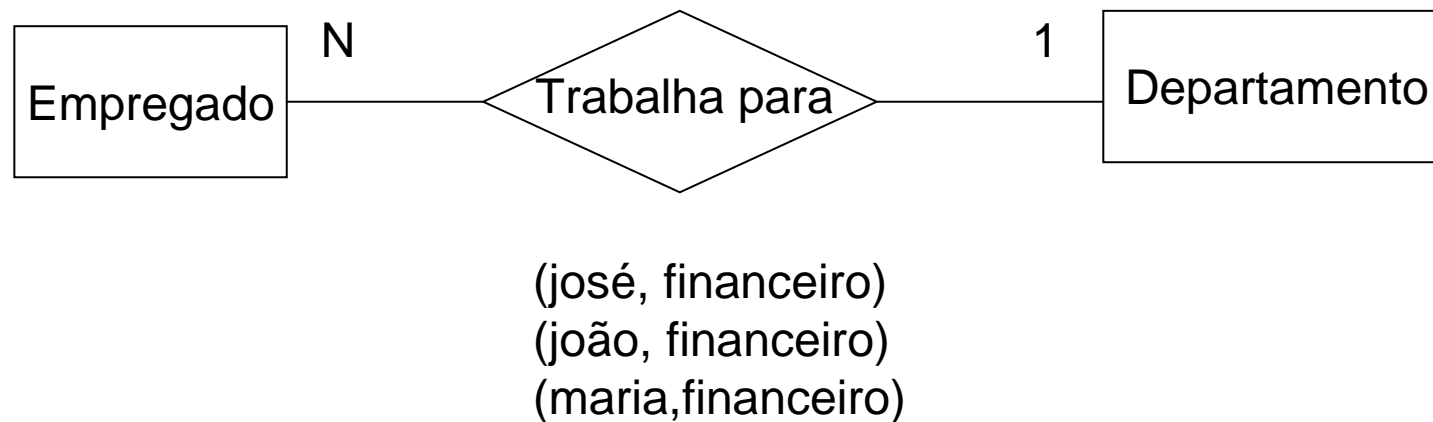 N
1
Empregado
Trabalha para
Departamento
(josé, financeiro)
(joão, financeiro)
(maria,financeiro)